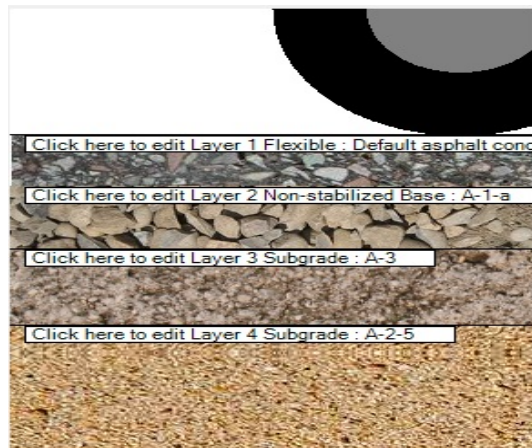 Click here to edit Layer 1 Flexible : Default asphalt conc
Click here to edit Layer 2 Non-stabilized Base : A-1-a
Click here to edit Layer 3 Subgrade : A-3
Click here to edit Layer 4 Subgrade : A-2-5